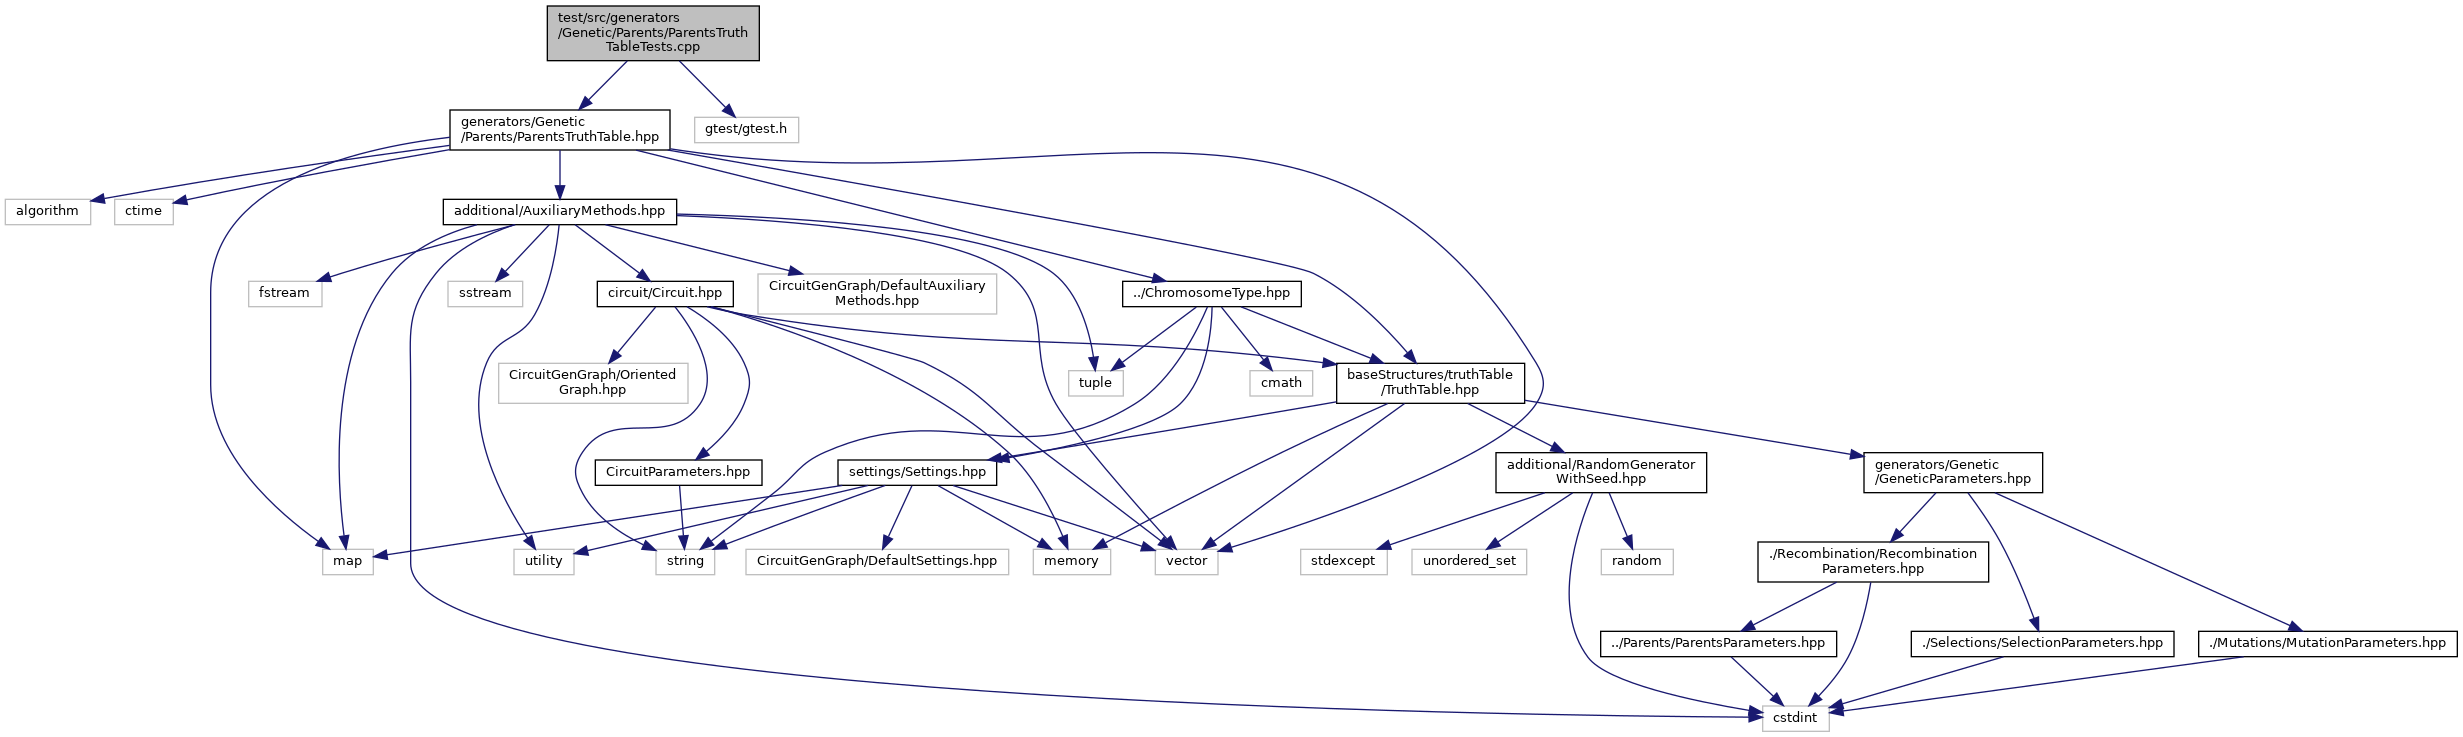 test/src/generators
/Genetic/Parents/ParentsTruth
TableTests.cpp
generators/Genetic
/Parents/ParentsTruthTable.hpp
gtest/gtest.h
algorithm
ctime
additional/AuxiliaryMethods.hpp
fstream
sstream
circuit/Circuit.hpp
CircuitGenGraph/DefaultAuxiliary
Methods.hpp
../ChromosomeType.hpp
CircuitGenGraph/Oriented
Graph.hpp
tuple
cmath
baseStructures/truthTable
/TruthTable.hpp
CircuitParameters.hpp
settings/Settings.hpp
additional/RandomGenerator
WithSeed.hpp
generators/Genetic
/GeneticParameters.hpp
map
utility
string
CircuitGenGraph/DefaultSettings.hpp
memory
vector
stdexcept
unordered_set
random
./Recombination/Recombination
Parameters.hpp
../Parents/ParentsParameters.hpp
./Selections/SelectionParameters.hpp
./Mutations/MutationParameters.hpp
cstdint